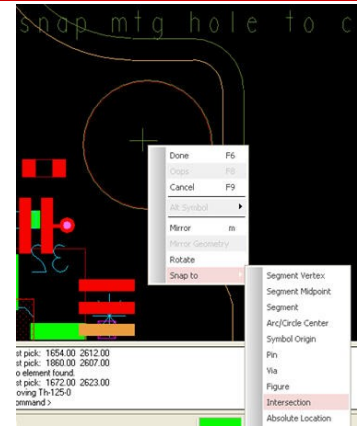 snap mtg hole to c
Done F6
Oops F8
Cancel F9
Alt Symbol
Mirror m
Mirror Geometry
Rotate
Snap to
Segment Vertex
Segment Midpoint
Segment
Arc/Circle Center
Symbol Origin
Pin
Via
Figure
Intersection
Absolute Location
st pick: 1654.00 2612.00
st pick: 1860.00 2607.00
o element found.
st pick: 1672.00 2623.00
oving Th-125-0
ommand >